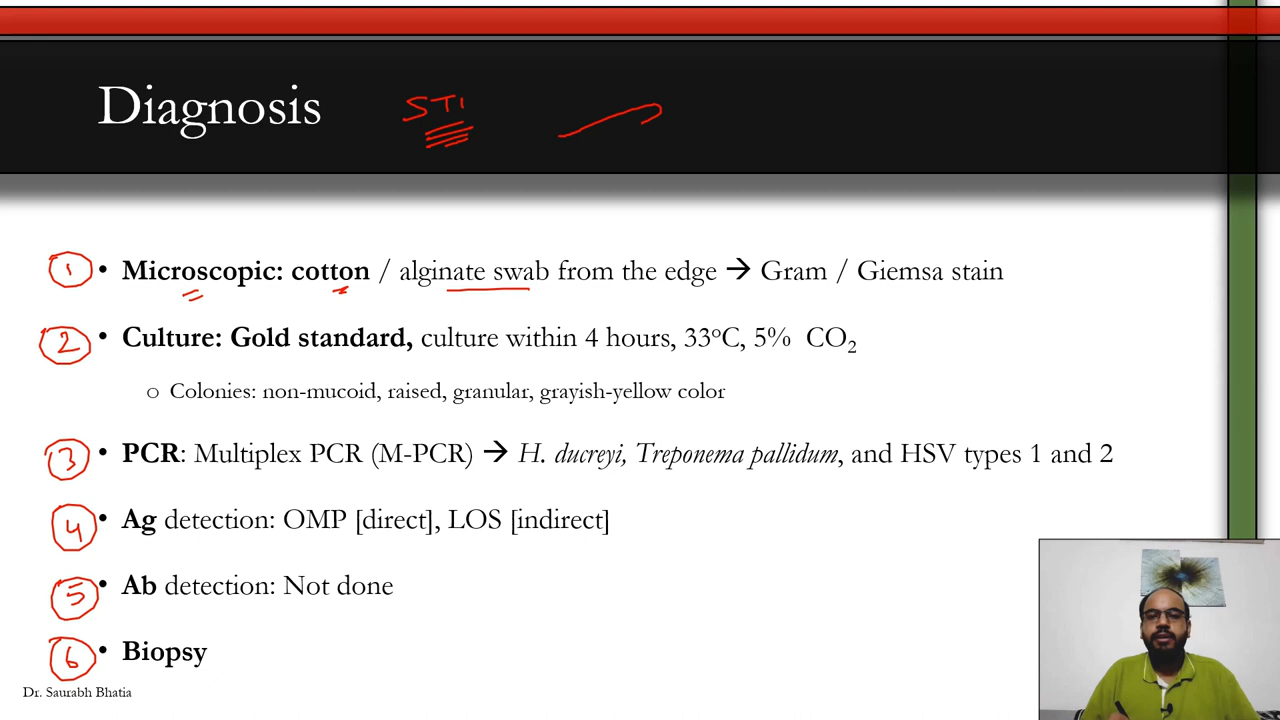 Diagnosis STI
① • Microscopic: cotton / alginate swab from the edge → Gram / Giemsa stain
② • Culture: Gold standard, culture within 4 hours, 33ºC, 5% CO₂
o Colonies: non-mucoid, raised, granular, grayish-yellow color
③ • PCR: Multiplex PCR (M-PCR) → H. ducreyi, Treponema pallidum, and HSV types 1 and 2
④ • Ag detection: OMP [direct], LOS [indirect]
⑤ • Ab detection: Not done
⑥ • Biopsy
Dr. Saurabh Bhatia